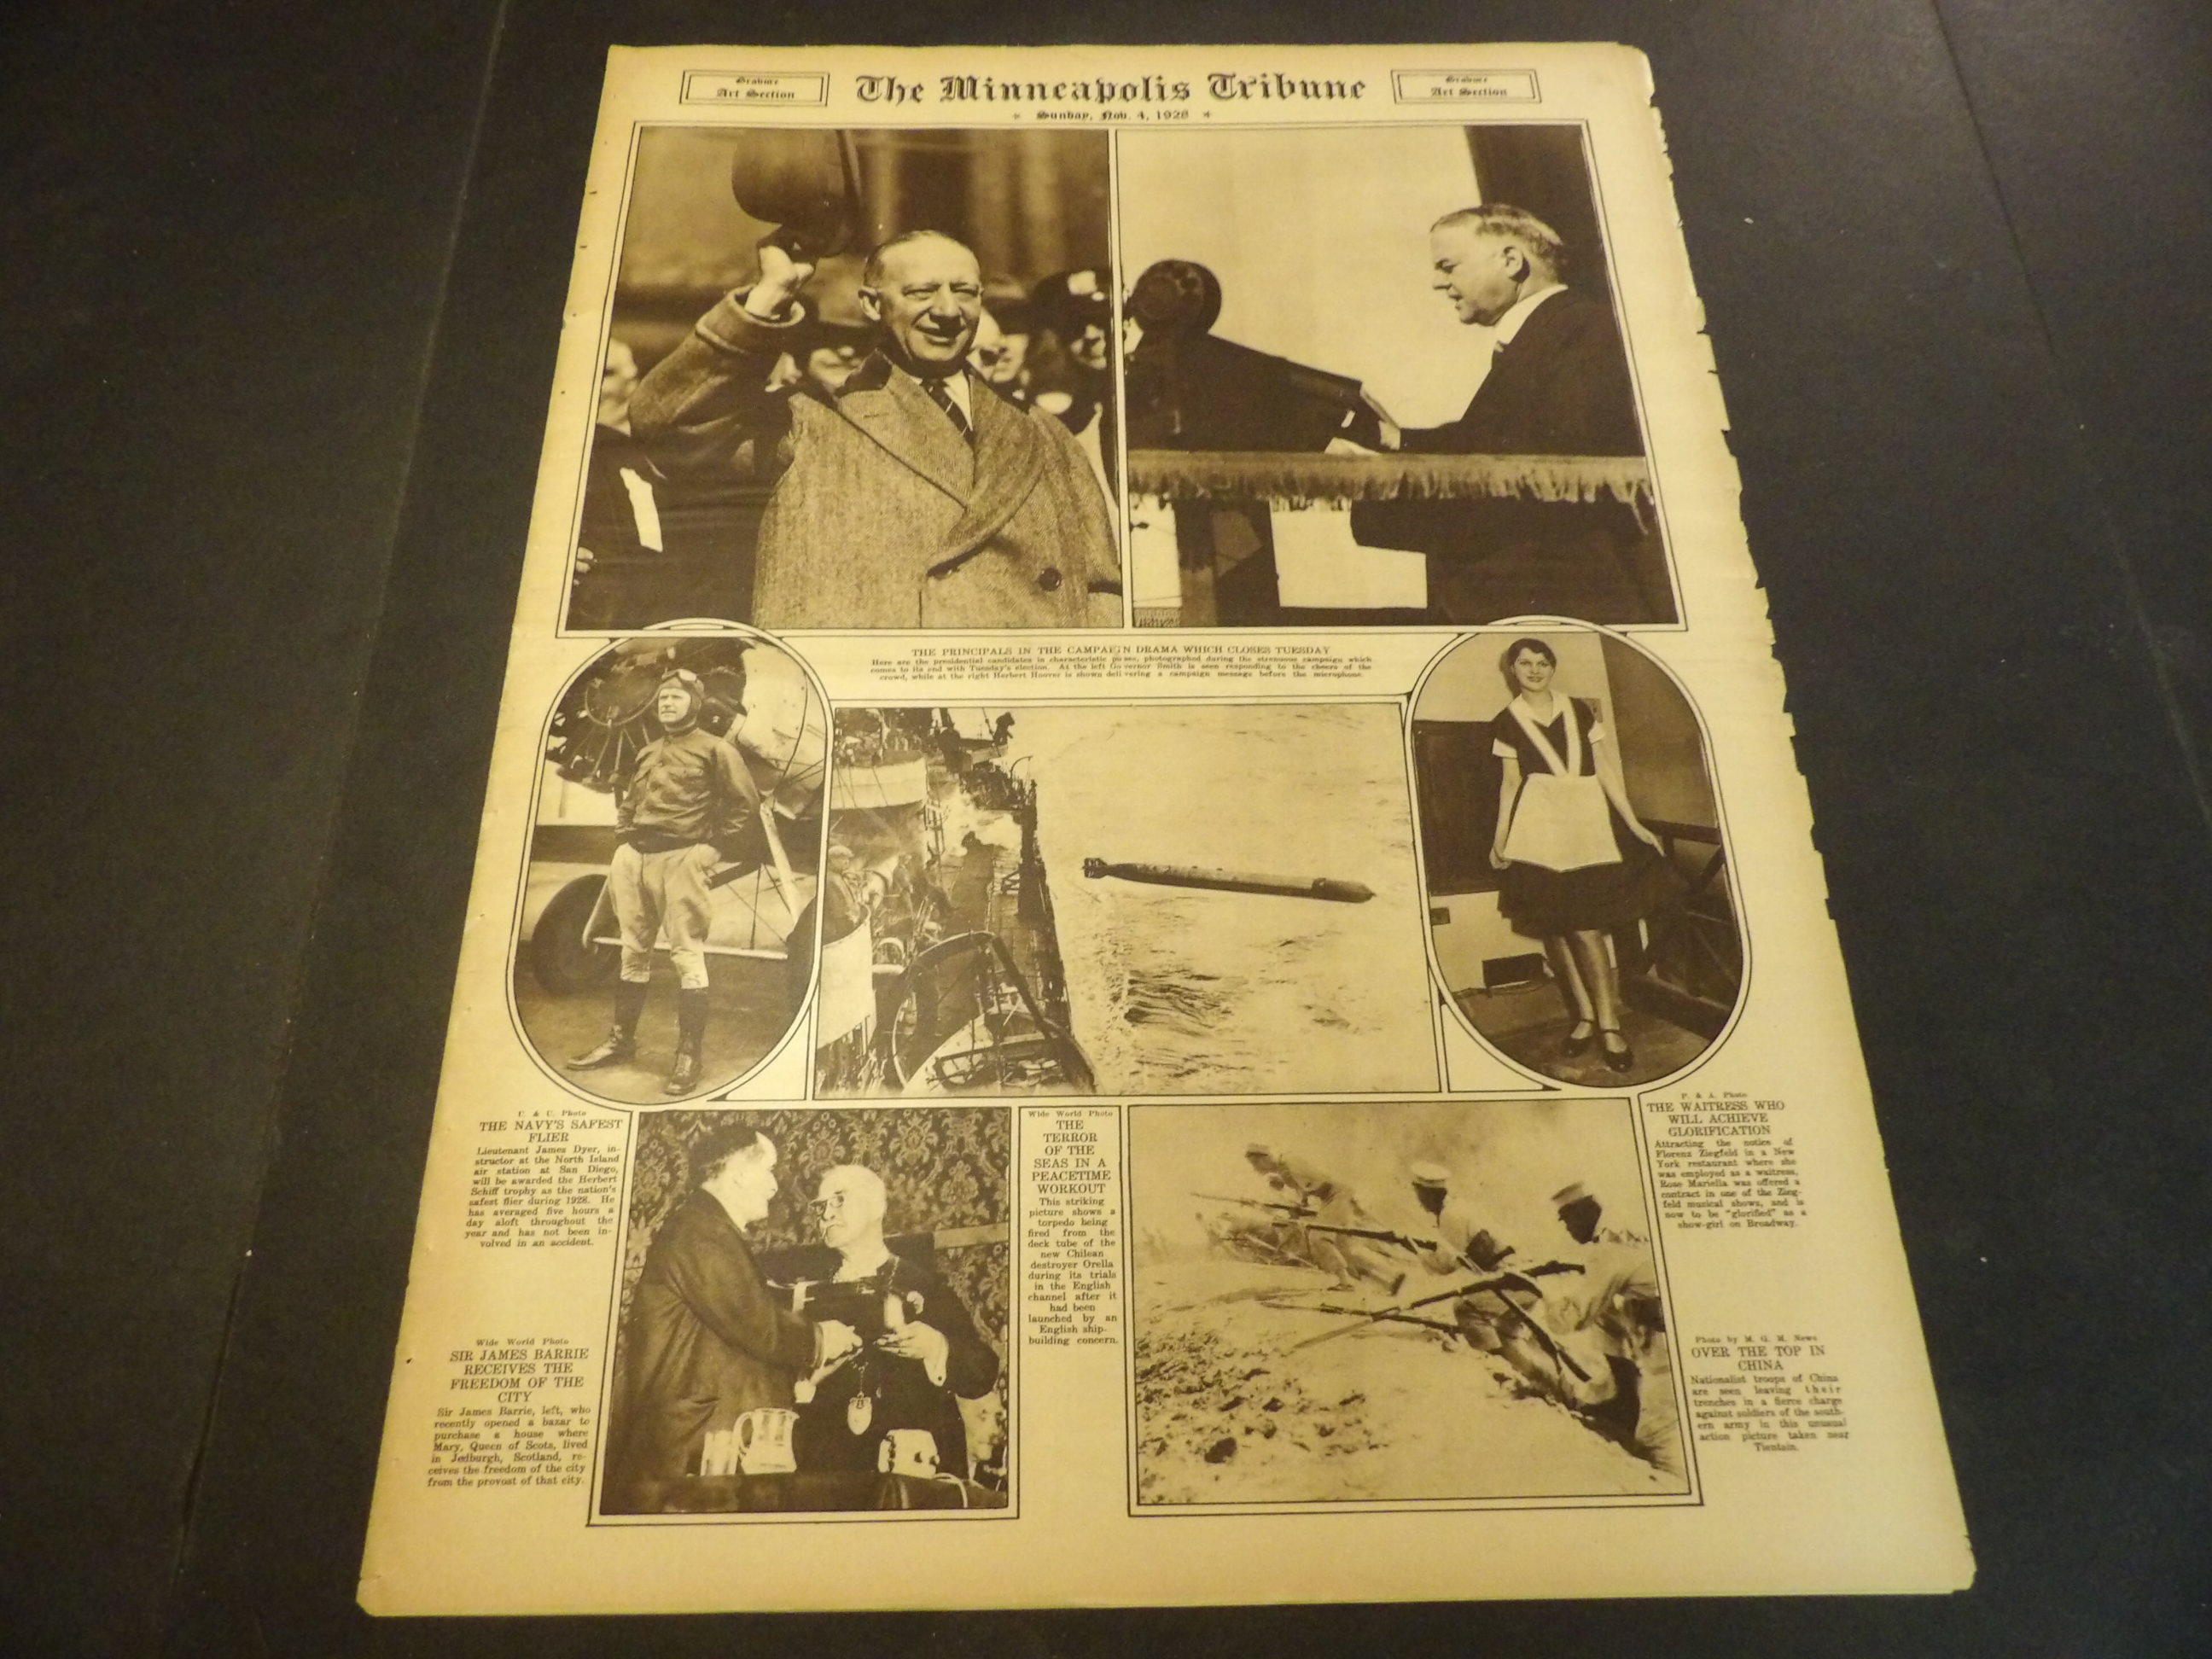 Gravure
Art Section
The Minneapolis Tribune
Gravure
Art Section
Sunday, Nov. 4, 1928
THE PRINCIPALS IN THE CAMPAIGN DRAMA WHICH CLOSES TUESDAY
Here are the presidential candidates in characteristic poses, photographed during the strenuous campaign which
comes to its end with Tuesday's election. At the left Governor Smith is seen responding to the cheers of the
crowd, while at the right Herbert Hoover is shown delivering a campaign message before the microphone.
U. & U. Photo
THE NAVY'S SAFEST
FLIER
Lieutenant James Dyer, in-
structor at the North Island
air station at San Diego,
will be awarded the Herbert
Schiff trophy as the nation's
safest flier during 1928. He
has averaged five hours a
day aloft throughout the
year and has not been in-
volved in an accident.
Wide World Photo
SIR JAMES BARRIE
RECEIVES THE
FREEDOM OF THE
CITY
Sir James Barrie, left, who
recently opened a bazar to
purchase a house where
Mary, Queen of Scots, lived
in Jedburgh, Scotland, re-
ceives the freedom of the city
from the provost of that city.
Wide World Photo
THE
TERROR
OF THE
SEAS IN A
PEACETIME
WORKOUT
This striking
picture shows a
torpedo being
fired from the
deck tube of the
new Chilean
destroyer Orella
during its trials
in the English
channel after it
had been
launched by an
English ship-
building concern.
P. & A. Photo
THE WAITRESS WHO
WILL ACHIEVE
GLORIFICATION
Attracting the notice of
Florenz Ziegfeld in a New
York restaurant where she
was employed as a waitress,
Rose Mariella was offered a
contract in one of the Zieg-
feld musical shows, and is
now to be "glorified" as a
show-girl on Broadway.
Photo by M. G. M. News
OVER THE TOP IN
CHINA
Nationalist troops of China
are seen leaving their
trenches in a fierce charge
against soldiers of the south-
ern army in this unusual
action picture taken near
Tientsin.